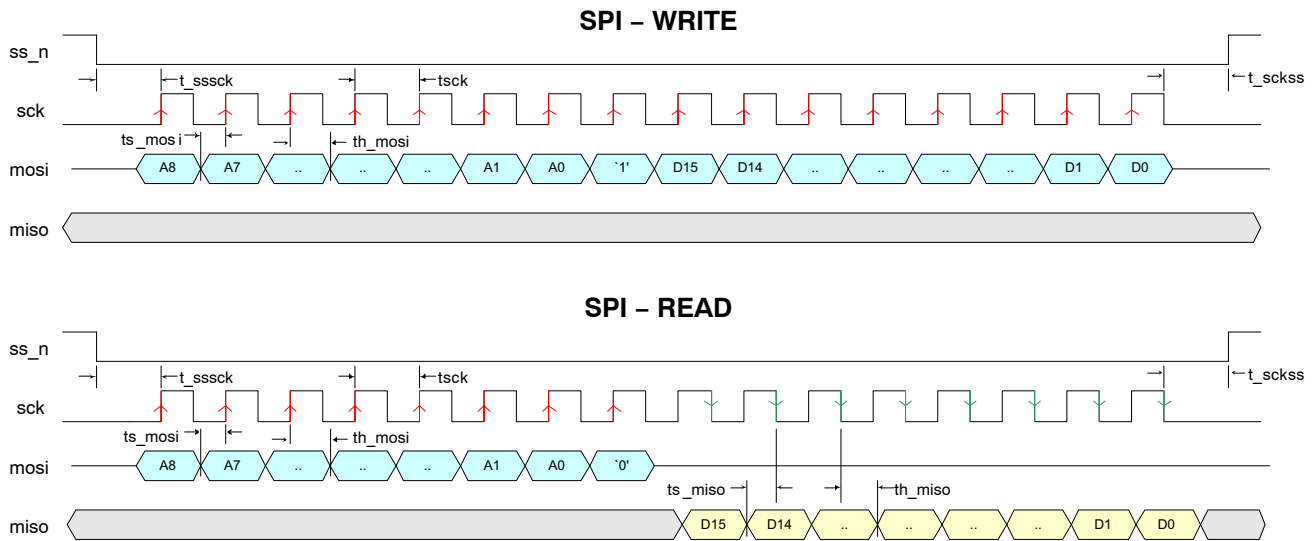 SPI – WRITE
ss_n
t_sssck tsck t_sckss
sck
ts_mosi th_mosi
mosi A8 A7 .. .. .. A1 A0 `1' D15 D14 .. .. .. .. D1 D0
miso
SPI – READ
ss_n
t_sssck tsck t_sckss
sck
ts_mosi th_mosi
mosi A8 A7 .. .. .. A1 A0 `0'
ts_miso th_miso
miso D15 D14 .. .. .. .. D1 D0